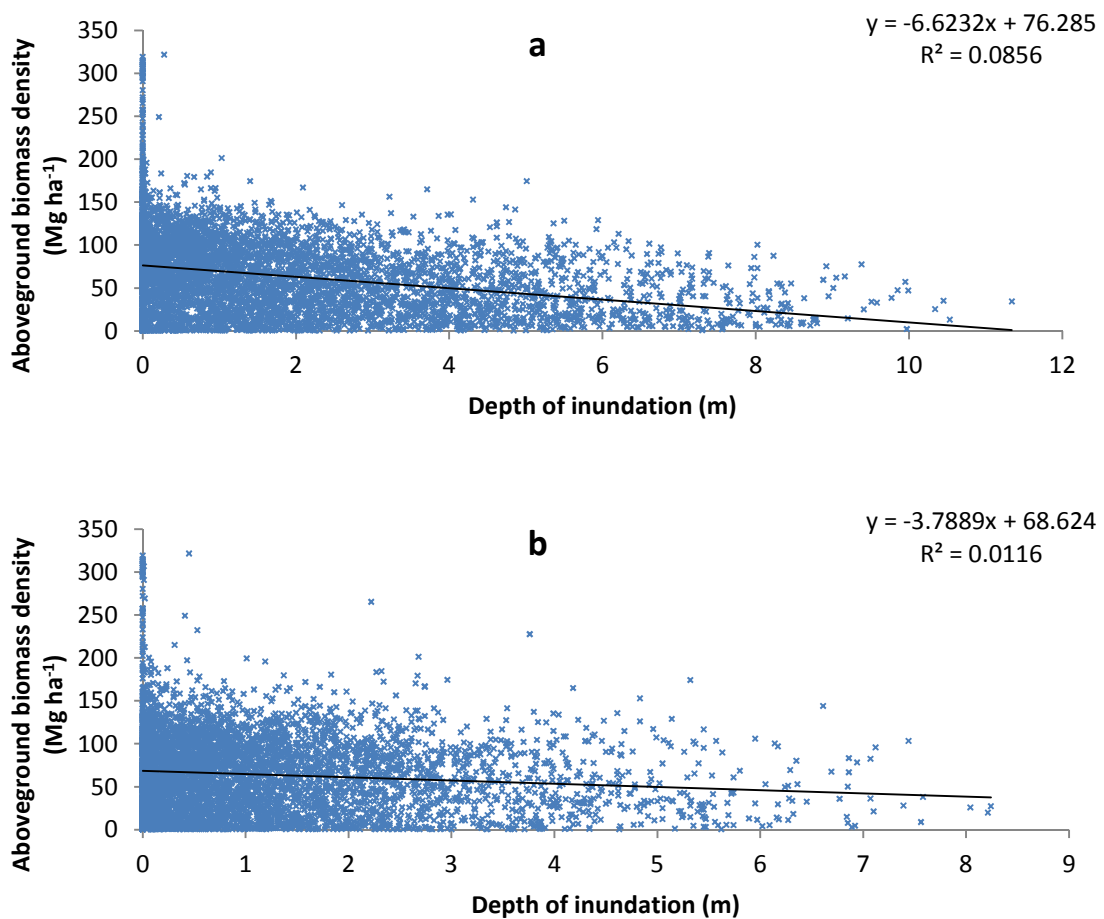 y = -6.6232x + 76.285
R² = 0.0856
a
350
300
250
200
150
100
50
0
Aboveground biomass density
(Mg ha⁻¹)
0 2 4 6 8 10 12
Depth of inundation (m)
y = -3.7889x + 68.624
R² = 0.0116
b
350
300
250
200
150
100
50
0
Aboveground biomass density
(Mg ha⁻¹)
0 1 2 3 4 5 6 7 8 9
Depth of inundation (m)